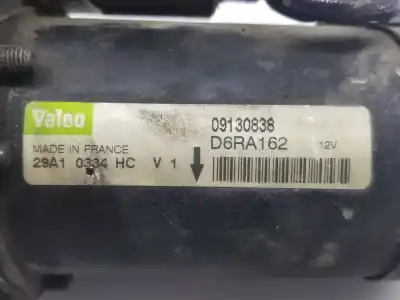 Valeo
09130838
MADE IN FRANCE
D6RA162 12V
29A1 0334 HC V 1